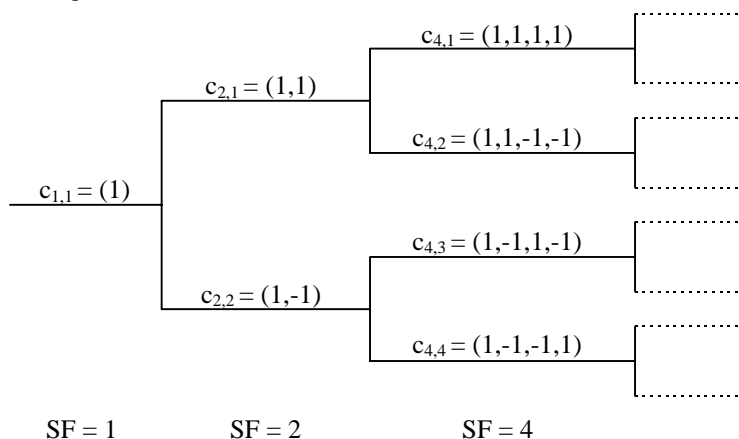 c4,1 = (1,1,1,1)
c2,1 = (1,1)
c4,2 = (1,1,-1,-1)
c1,1 = (1)
c4,3 = (1,-1,1,-1)
c2,2 = (1,-1)
c4,4 = (1,-1,-1,1)
SF = 1 SF = 2 SF = 4